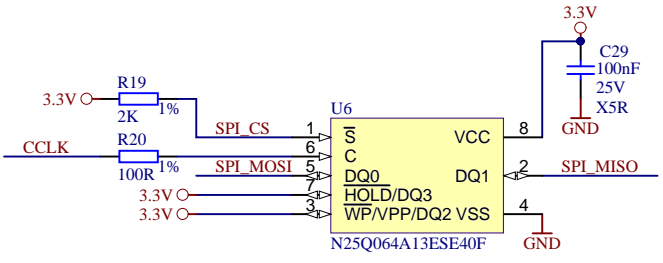 3.3V
C29
100nF
25V
X5R
GND
R19
3.3V
1%
2K
U6
SPI_CS
1
S
VCC
8
R20
CCLK
6
C
100R
1%
SPI_MOSI
5
DQ0
DQ1
2
SPI_MISO
3.3V
7
HOLD/DQ3
3.3V
3
WP/VPP/DQ2
VSS
4
GND
N25Q064A13ESE40F